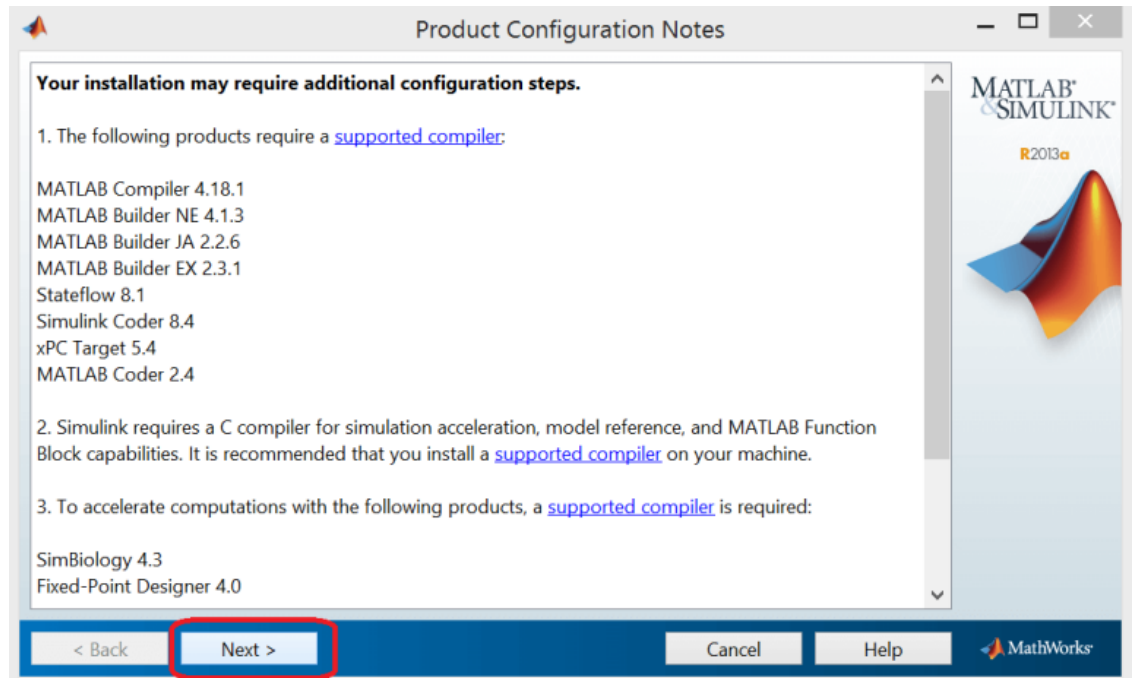 Product Configuration Notes
Your installation may require additional configuration steps.
1. The following products require a supported compiler:
MATLAB Compiler 4.18.1
MATLAB Builder NE 4.1.3
MATLAB Builder JA 2.2.6
MATLAB Builder EX 2.3.1
Stateflow 8.1
Simulink Coder 8.4
xPC Target 5.4
MATLAB Coder 2.4
2. Simulink requires a C compiler for simulation acceleration, model reference, and MATLAB Function
Block capabilities. It is recommended that you install a supported compiler on your machine.
3. To accelerate computations with the following products, a supported compiler is required:
SimBiology 4.3
Fixed-Point Designer 4.0
MATLAB®
&SIMULINK®
R2013a
< Back
Next >
Cancel
Help
MathWorks®